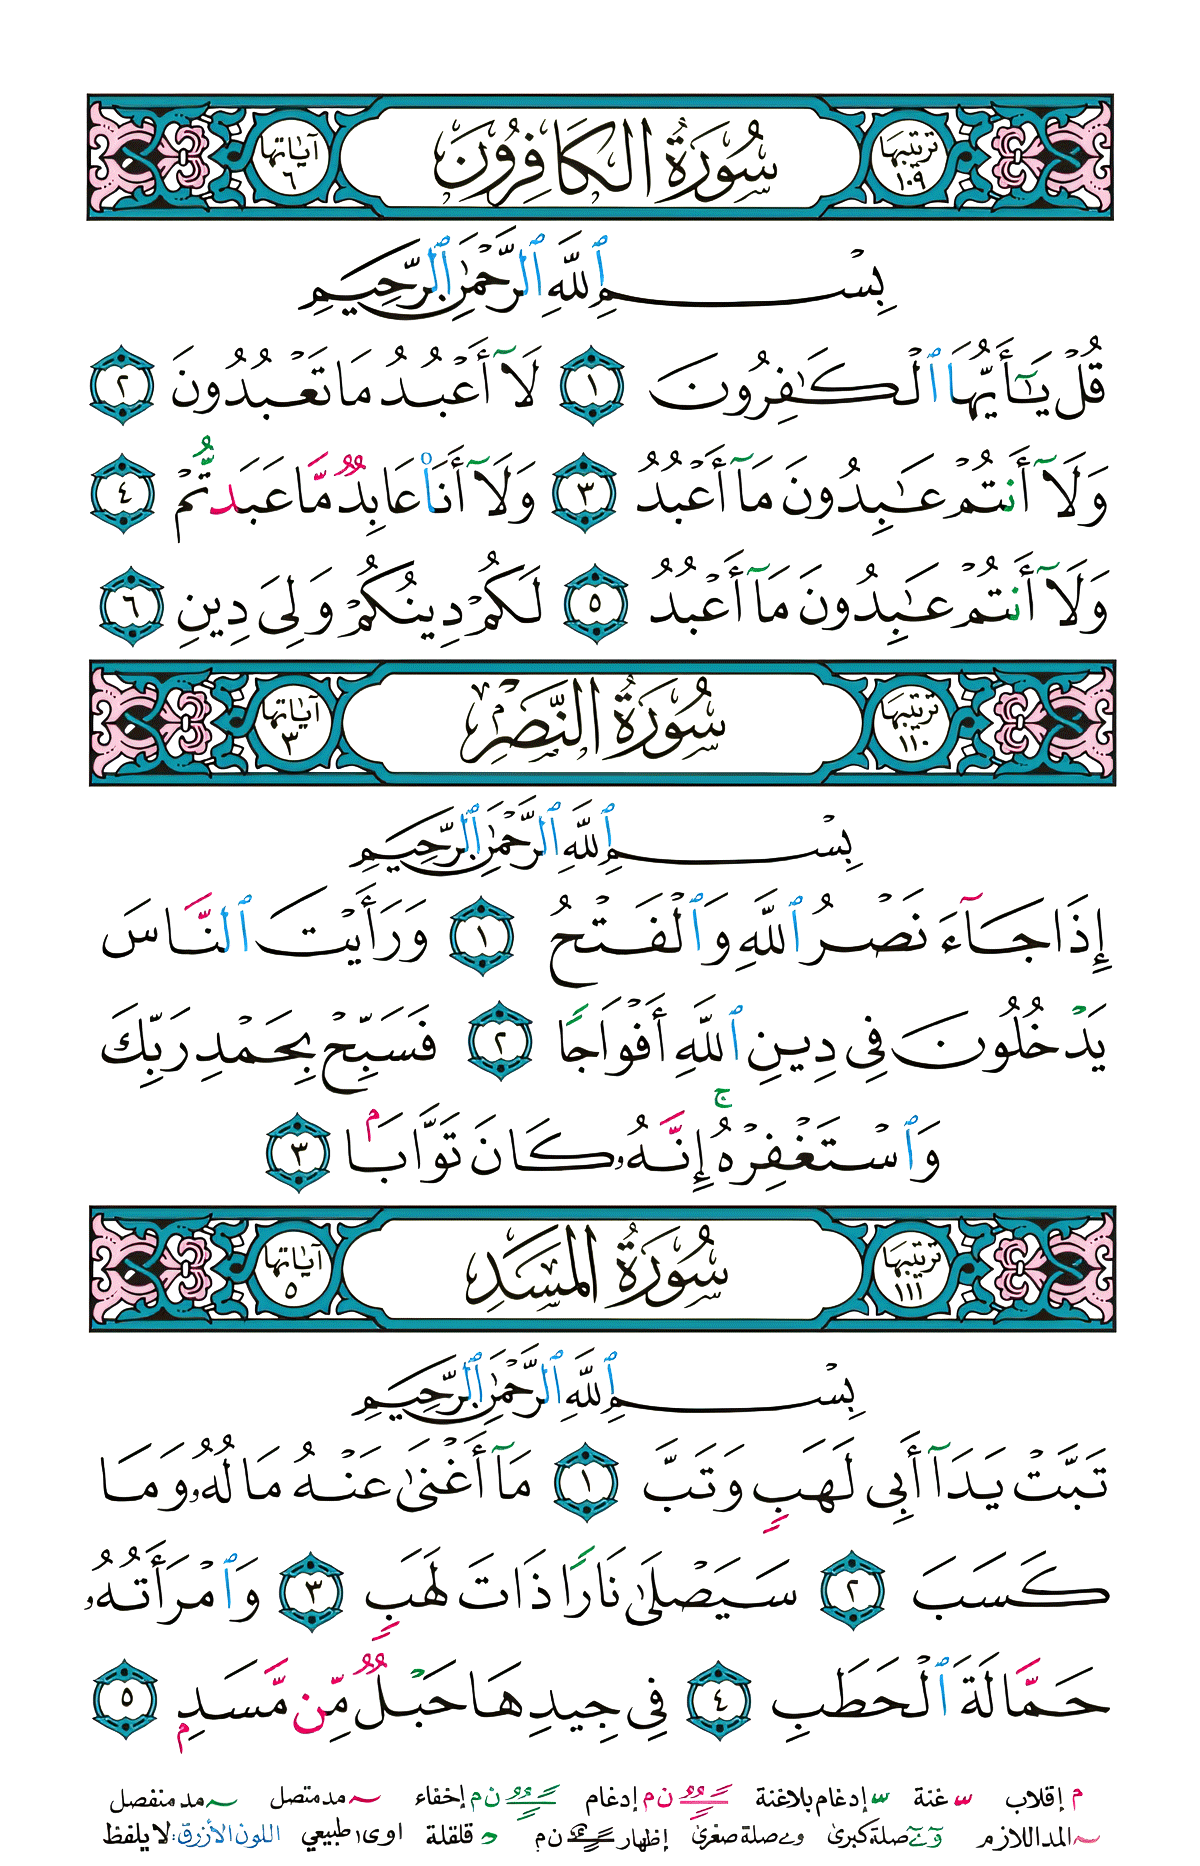 ترتيبها ١٠٩ سُورَةُ الكَافِرُونَ آياتها ٦
بِسْمِ ٱللَّهِ ٱلرَّحْمَٰنِ ٱلرَّحِيمِ
قُلْ يَٰٓأَيُّهَا ٱلْكَٰفِرُونَ ١ لَآ أَعْبُدُ مَا تَعْبُدُونَ ٢
وَلَآ أَنتُمْ عَٰبِدُونَ مَآ أَعْبُدُ ٣ وَلَآ أَنَا۠ عَابِدٌ مَّا عَبَدتُّمْ ٤
وَلَآ أَنتُمْ عَٰبِدُونَ مَآ أَعْبُدُ ٥ لَكُمْ دِينُكُمْ وَلِىَ دِينِ ٦
ترتيبها ١١٠ سُورَةُ النَّصْرِ آياتها ٣
بِسْمِ ٱللَّهِ ٱلرَّحْمَٰنِ ٱلرَّحِيمِ
إِذَا جَآءَ نَصْرُ ٱللَّهِ وَٱلْفَتْحُ ١ وَرَأَيْتَ ٱلنَّاسَ
يَدْخُلُونَ فِى دِينِ ٱللَّهِ أَفْوَاجًا ٢ فَسَبِّحْ بِحَمْدِ رَبِّكَ
وَٱسْتَغْفِرْهُ ۚ إِنَّهُۥ كَانَ تَوَّابَۢا ٣
ترتيبها ١١١ سُورَةُ المَسَدِ آياتها ٥
بِسْمِ ٱللَّهِ ٱلرَّحْمَٰنِ ٱلرَّحِيمِ
تَبَّتْ يَدَآ أَبِى لَهَبٍ وَتَبَّ ١ مَآ أَغْنَىٰ عَنْهُ مَالُهُۥ وَمَا
كَسَبَ ٢ سَيَصْلَىٰ نَارًا ذَاتَ لَهَبٍ ٣ وَٱمْرَأَتُهُۥ
حَمَّالَةَ ٱلْحَطَبِ ٤ فِى جِيدِهَا حَبْلٌ مِّن مَّسَدِۭ ٥
م إقلاب غنة إدغام بلا غنة ن م إدغام ن م إخفاء مد متصل مد منفصل
المد اللازم صلة كبرى و ے صلة صغرى إظهار ن م قلقلة ا و ى طبيعي اللون الأزرق: لا يلفظ